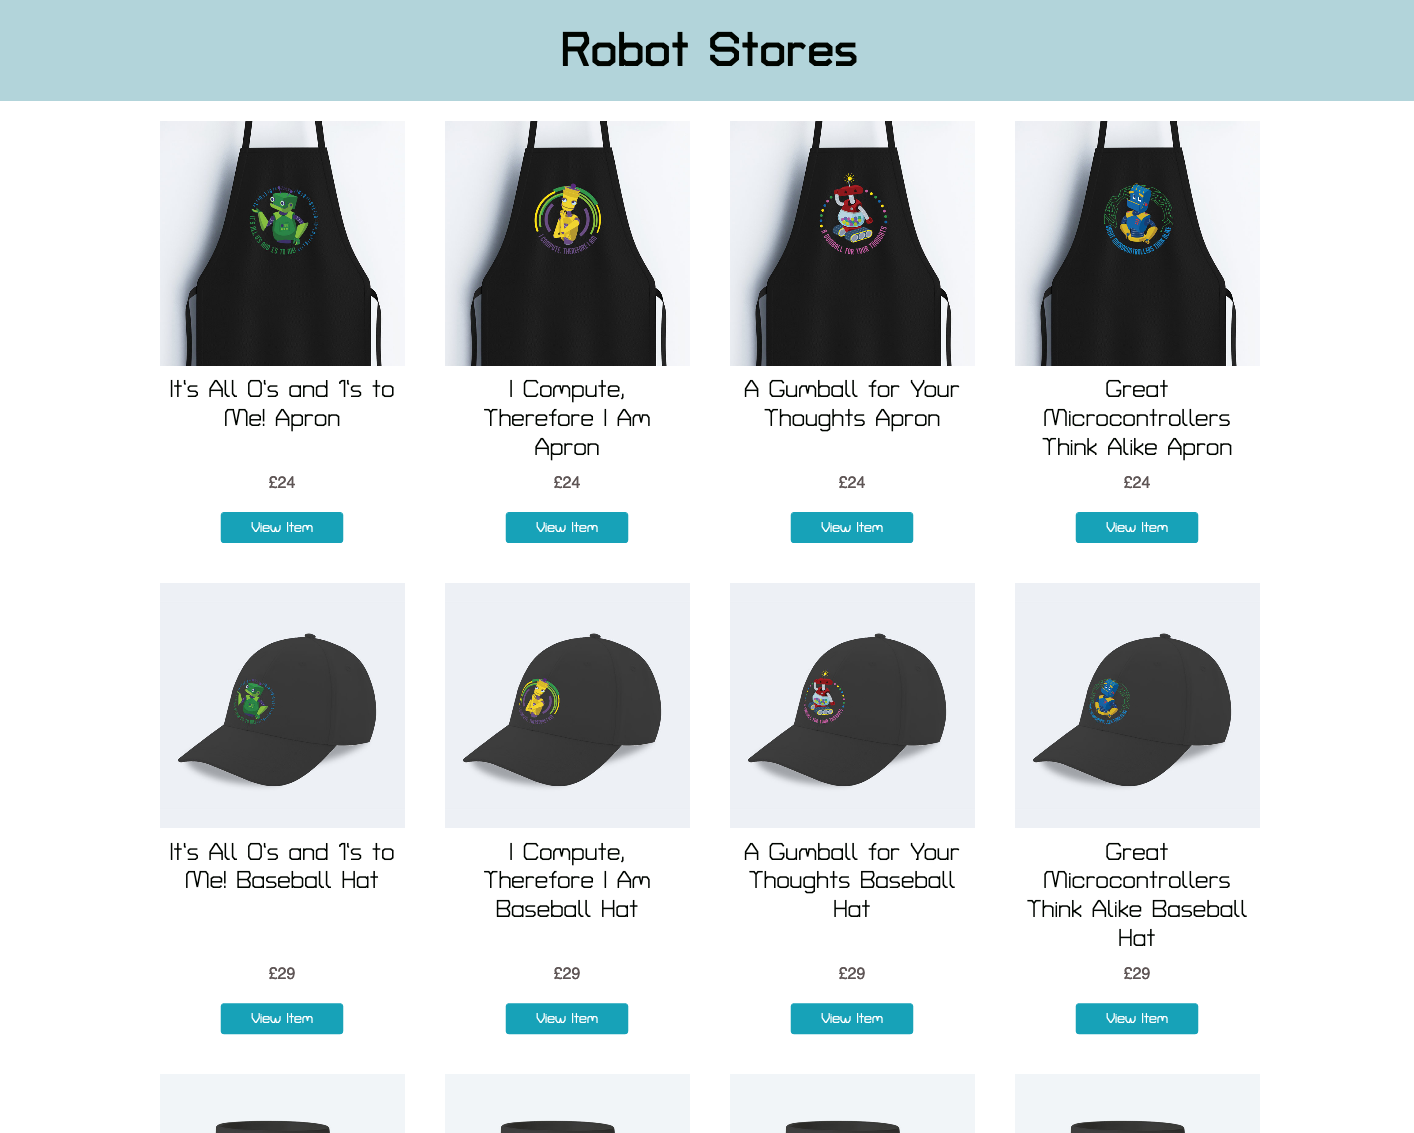 Robot Stores
It's All 0's and 1's to
Me! Apron
I Compute,
Therefore I Am
Apron
A Gumball for Your
Thoughts Apron
Great
Microcontrollers
Think Alike Apron
£24
£24
£24
£24
View Item
View Item
View Item
View Item
It's All 0's and 1's to
Me! Baseball Hat
I Compute,
Therefore I Am
Baseball Hat
A Gumball for Your
Thoughts Baseball
Hat
Great
Microcontrollers
Think Alike Baseball
Hat
£29
£29
£29
£29
View Item
View Item
View Item
View Item